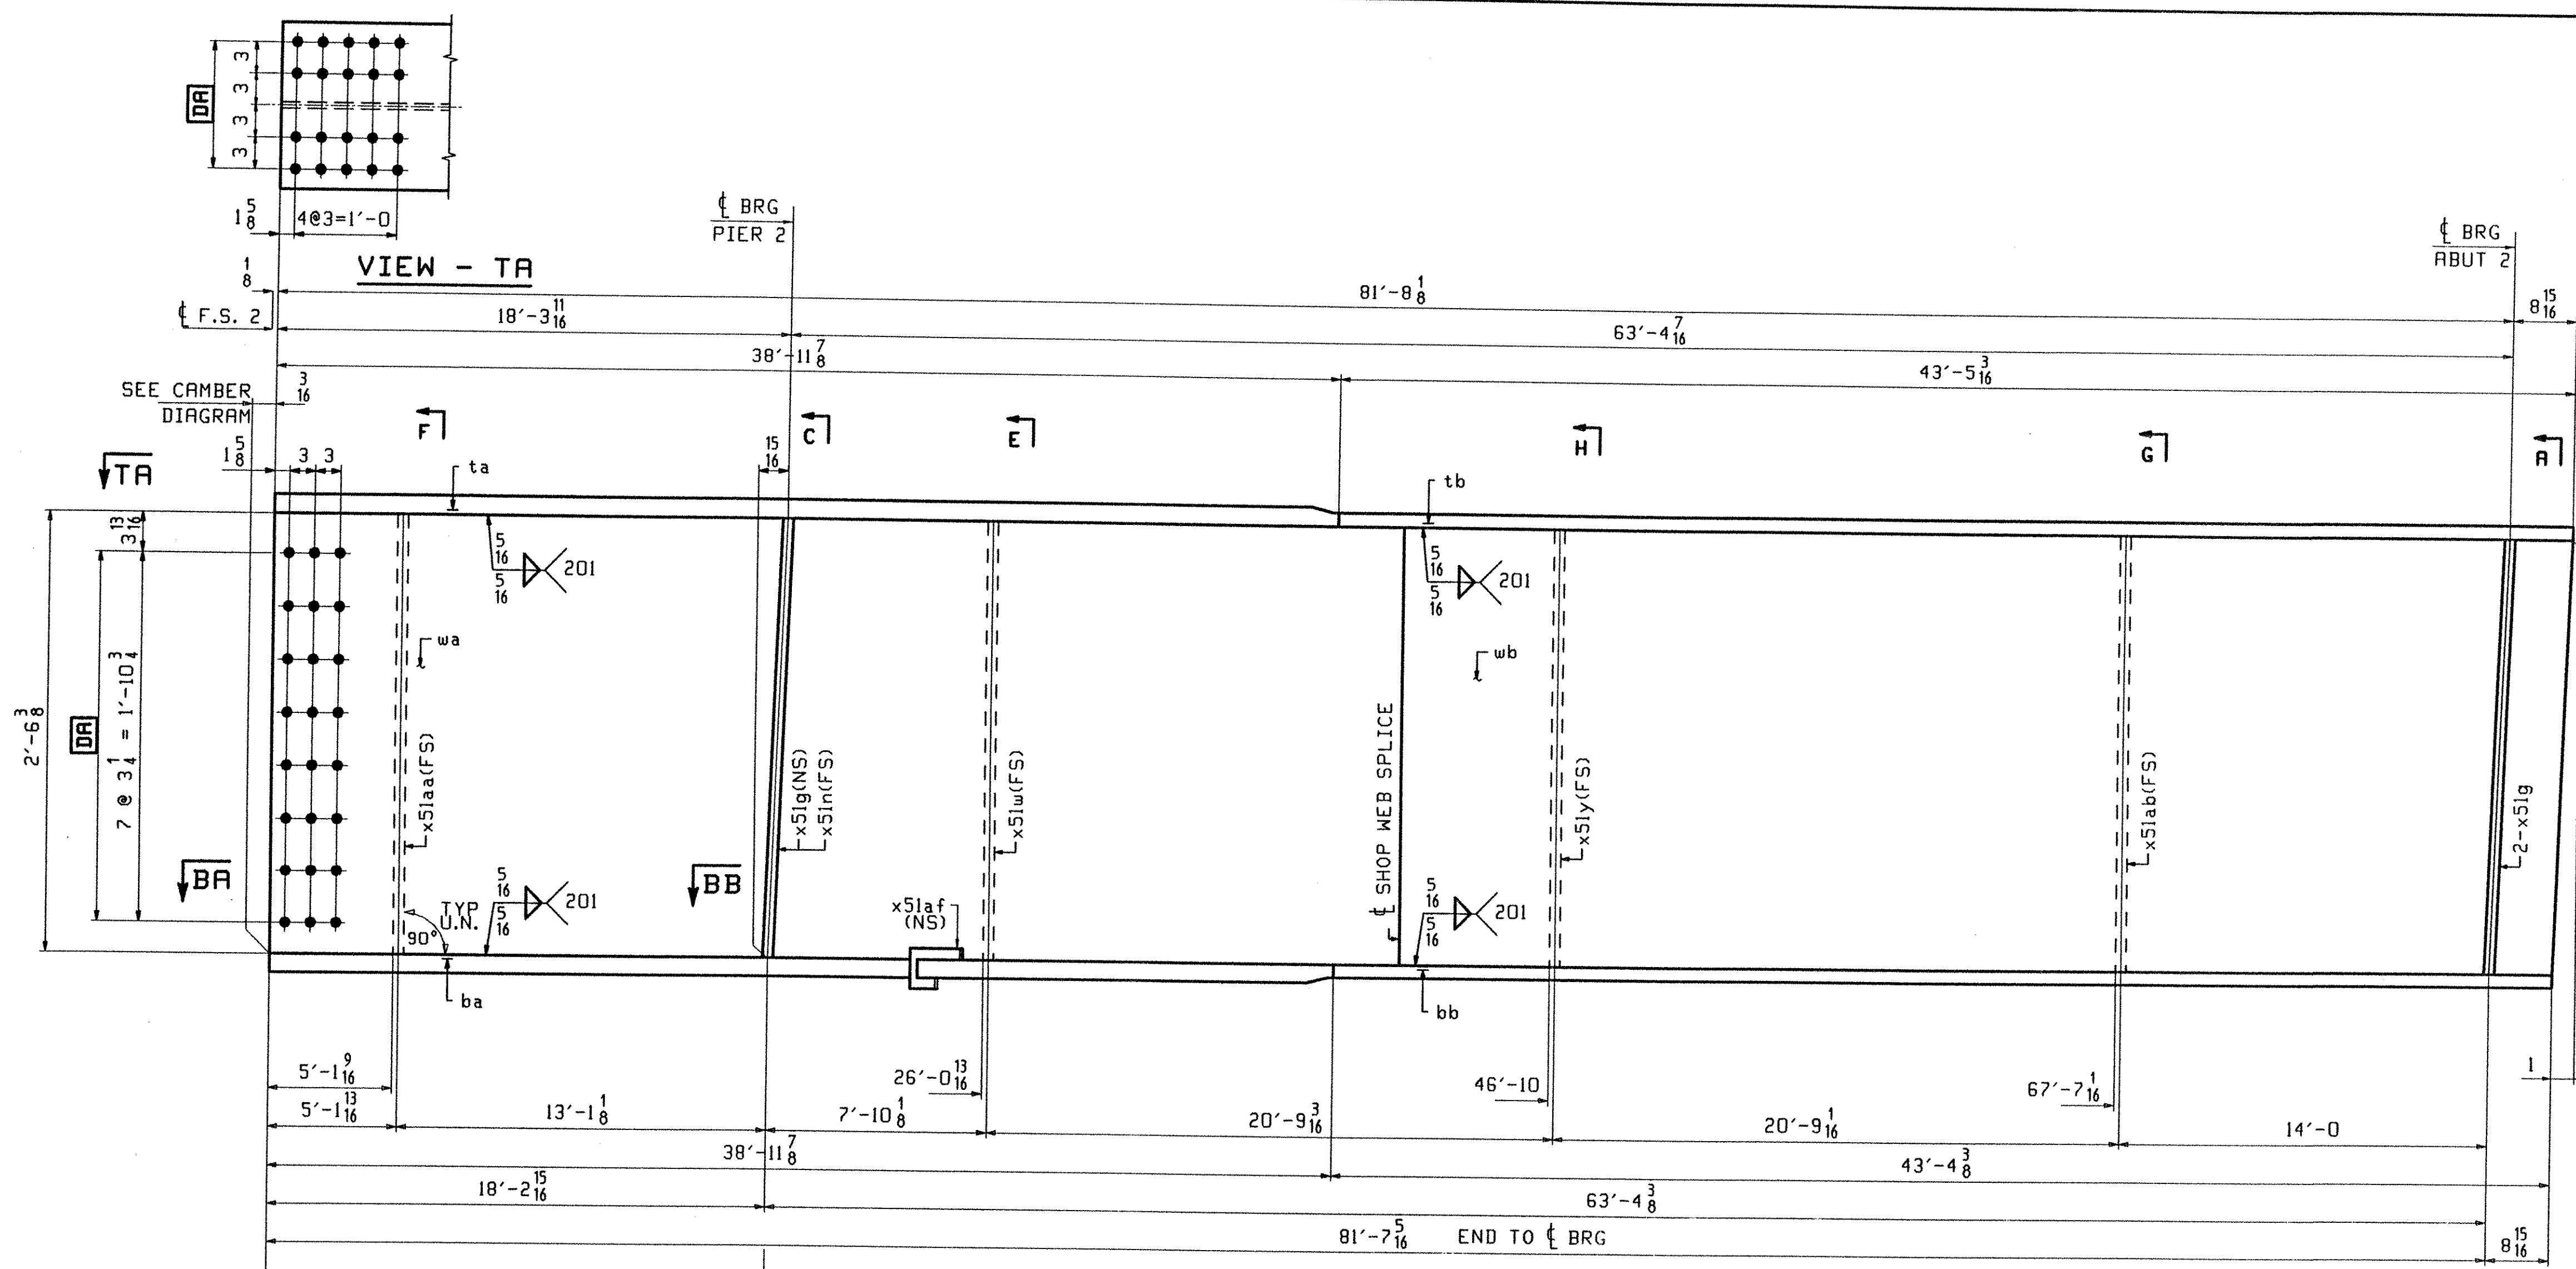 DA
3
3
3
3
1 5/8
4@3=1'-0
VIEW - TA
℄ BRG
PIER 2
℄ BRG
ABUT 2
1/8
81'-8 1/8
8 15/16
℄ F.S. 2
18'-3 11/16
63'-4 7/16
38'-11 7/8
43'-5 3/16
SEE CAMBER
DIAGRAM
3/16
1 5/8
3
3
15/16
F
C
E
H
G
A
TA
ta
tb
3 13/16
5/16
5/16
201
5/16
5/16
201
wa
wb
2'-6 3/8
DA
7 @ 3 1/4 = 1'-10 3/4
x51aa(FS)
x51g(NS)
x51n(FS)
x51w(FS)
℄ SHOP WEB SPLICE
x51y(FS)
x51ab(FS)
2-x51g
BA
BB
TYP
U.N.
90°
5/16
5/16
201
x51af
(NS)
5/16
5/16
201
ba
bb
5'-1 9/16
26'-0 13/16
46'-10
67'-7 1/16
1
5'-1 13/16
13'-1 1/8
7'-10 1/8
20'-9 3/16
20'-9 1/16
14'-0
38'-11 7/8
43'-4 3/8
18'-2 15/16
63'-4 3/8
81'-7 5/16 END TO ℄ BRG
8 15/16